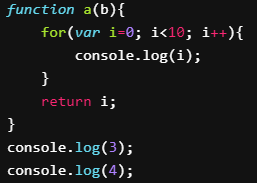 function a(b){
    for(var i=0; i<10; i++){
        console.log(i);
    }
    return i;
}
console.log(3);
console.log(4);